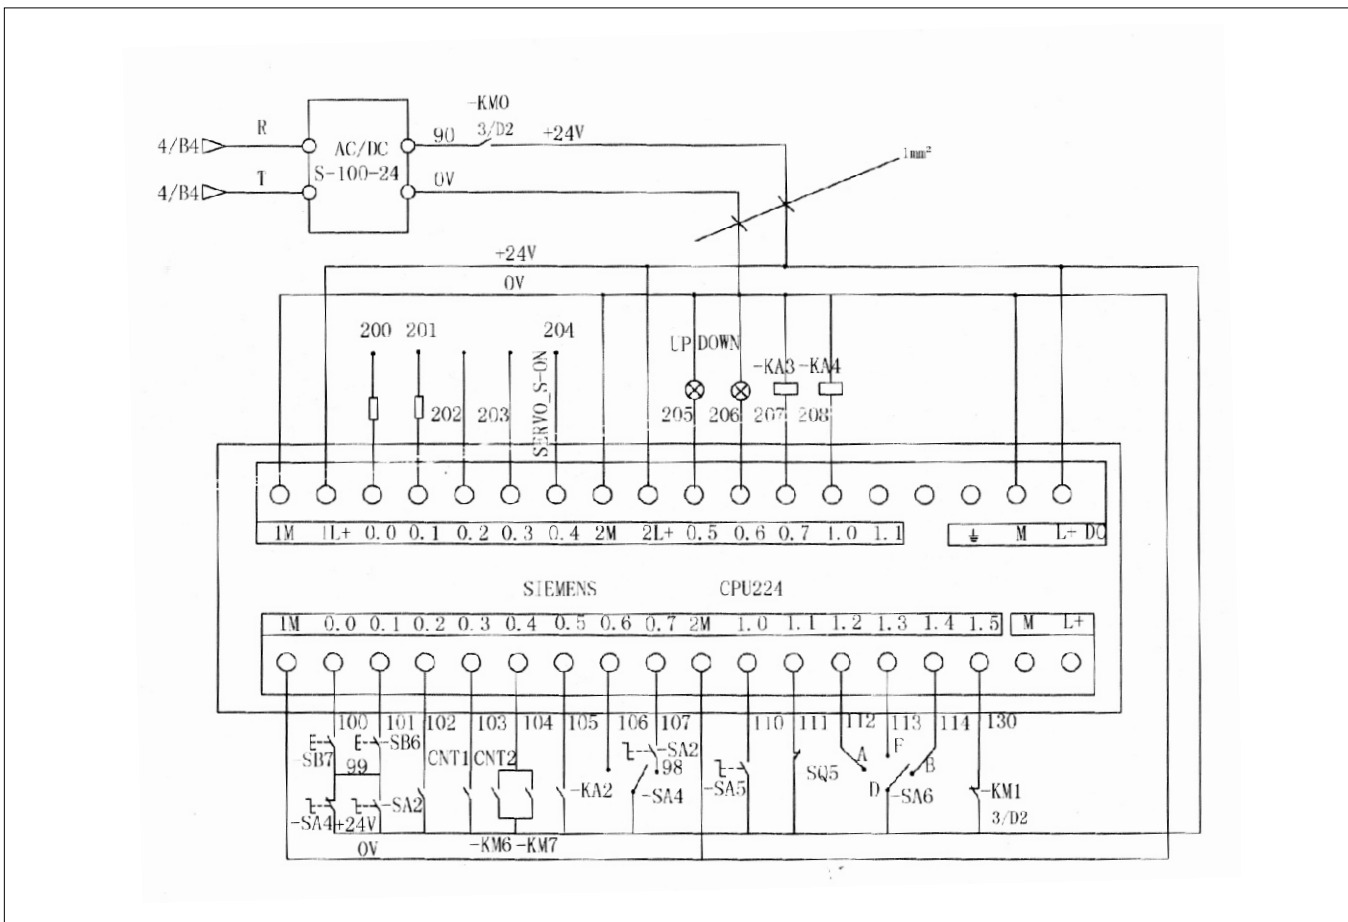 -KM0
R
90
3/D2
+24V
4/B4
AC/DC
1mm²
S-100-24
T
0V
4/B4
+24V
0V
200
201
204
UP
DOWN
SERVO_S-ON
-KA3
-KA4
202
203
205
206
207
208
1M
1L+
0.0
0.1
0.2
0.3
0.4
2M
2L+
0.5
0.6
0.7
1.0
1.1
M
L+
DC
SIEMENS
CPU224
1M
0.0
0.1
0.2
0.3
0.4
0.5
0.6
0.7
2M
1.0
1.1
1.2
1.3
1.4
1.5
M
L+
100
101
102
103
104
105
106
107
110
111
112
113
114
130
-SB7
-SB6
CNT1
CNT2
-SA2
F
A
B
99
98
SQ5
-KA2
-SA4
-SA5
D
-SA6
-KM1
-SA2
-SA4
+24V
3/D2
0V
-KM6
-KM7